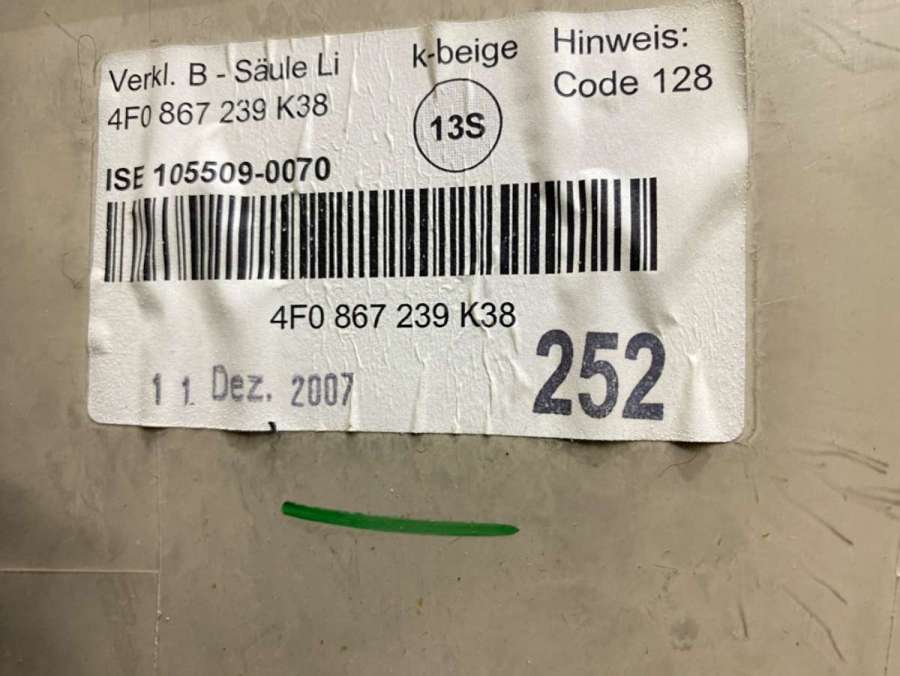 Verkl. B - Säule Li
4F0 867 239 K38
k-beige
13S
Hinweis:
Code 128
ISE 105509-0070
4F0 867 239 K38
11. Dez. 2007
252